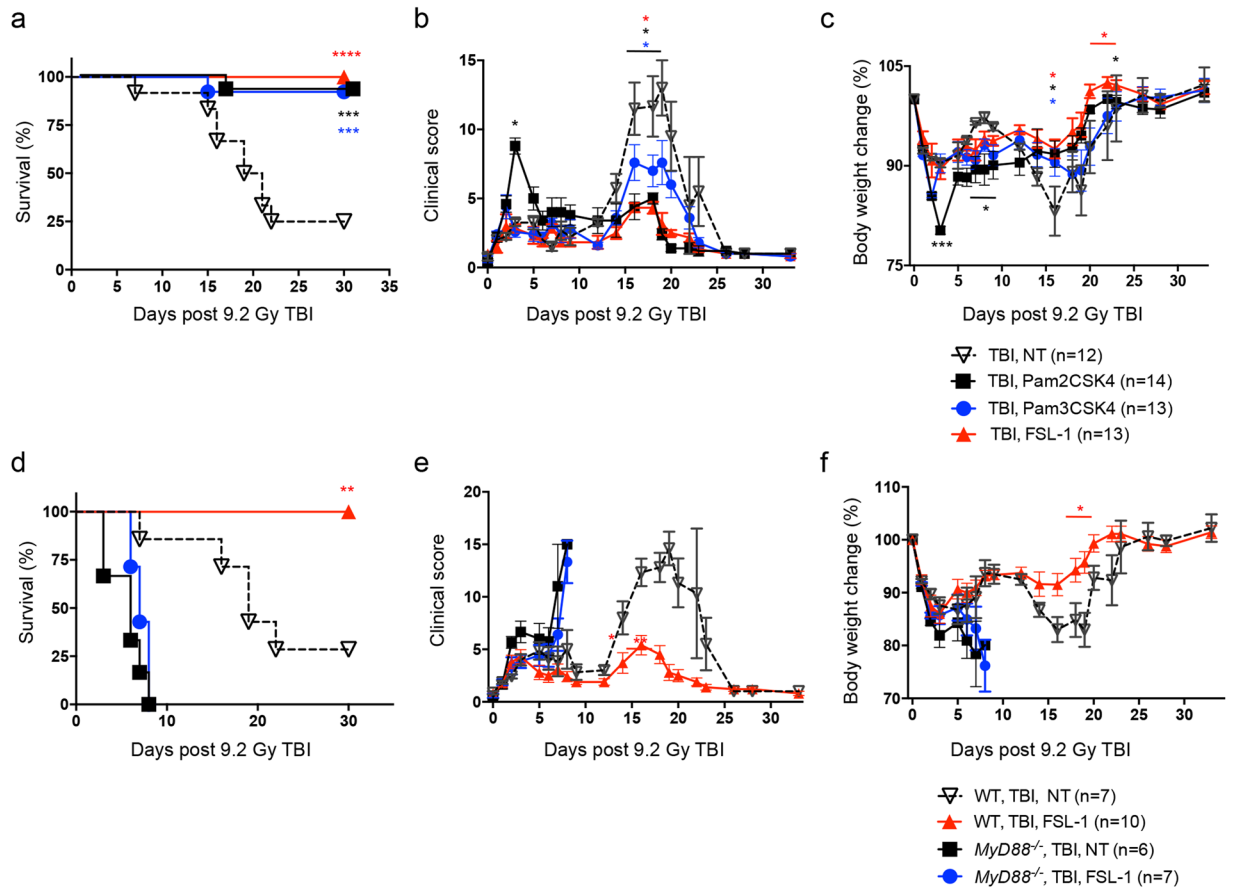 a
****
***
***
Survival (%)
100
75
50
25
0
0 5 10 15 20 25 30 35
Days post 9.2 Gy TBI
b
*
*
*
*
Clinical score
15
10
5
0
0 5 10 15 20 25 30
Days post 9.2 Gy TBI
c
*
*
*
*
*
*
***
Body weight change (%)
105
90
75
0 5 10 15 20 25 30
Days post 9.2 Gy TBI
TBI, NT (n=12)
TBI, Pam2CSK4 (n=14)
TBI, Pam3CSK4 (n=13)
TBI, FSL-1 (n=13)
d
**
Survival (%)
100
75
50
25
0
10 20 30
Days post 9.2 Gy TBI
e
*
**
Clinical score
20
15
10
5
0
0 5 10 15 20 25 30
Days post 9.2 Gy TBI
f
*
Body weight change (%)
110
100
90
80
70
0 5 10 15 20 25 30
Days post 9.2 Gy TBI
WT, TBI, NT (n=7)
WT, TBI, FSL-1 (n=10)
MyD88-/-, TBI, NT (n=6)
MyD88-/-, TBI, FSL-1 (n=7)